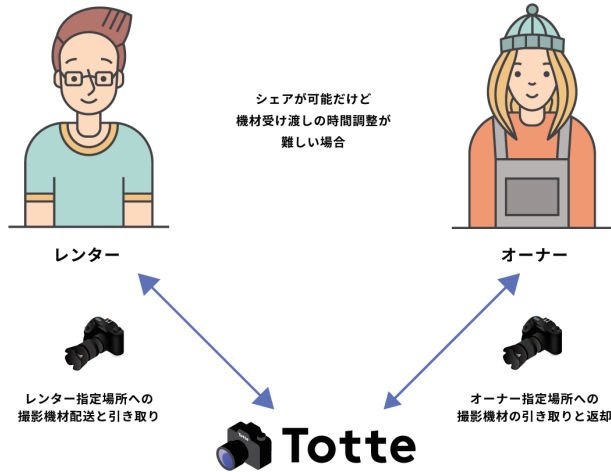 シェアが可能だけど
機材受け渡しの時間調整が
難しい場合
レンター
オーナー
レンター指定場所への
撮影機材配送と引き取り
オーナー指定場所への
撮影機材の引き取りと返却
Totte